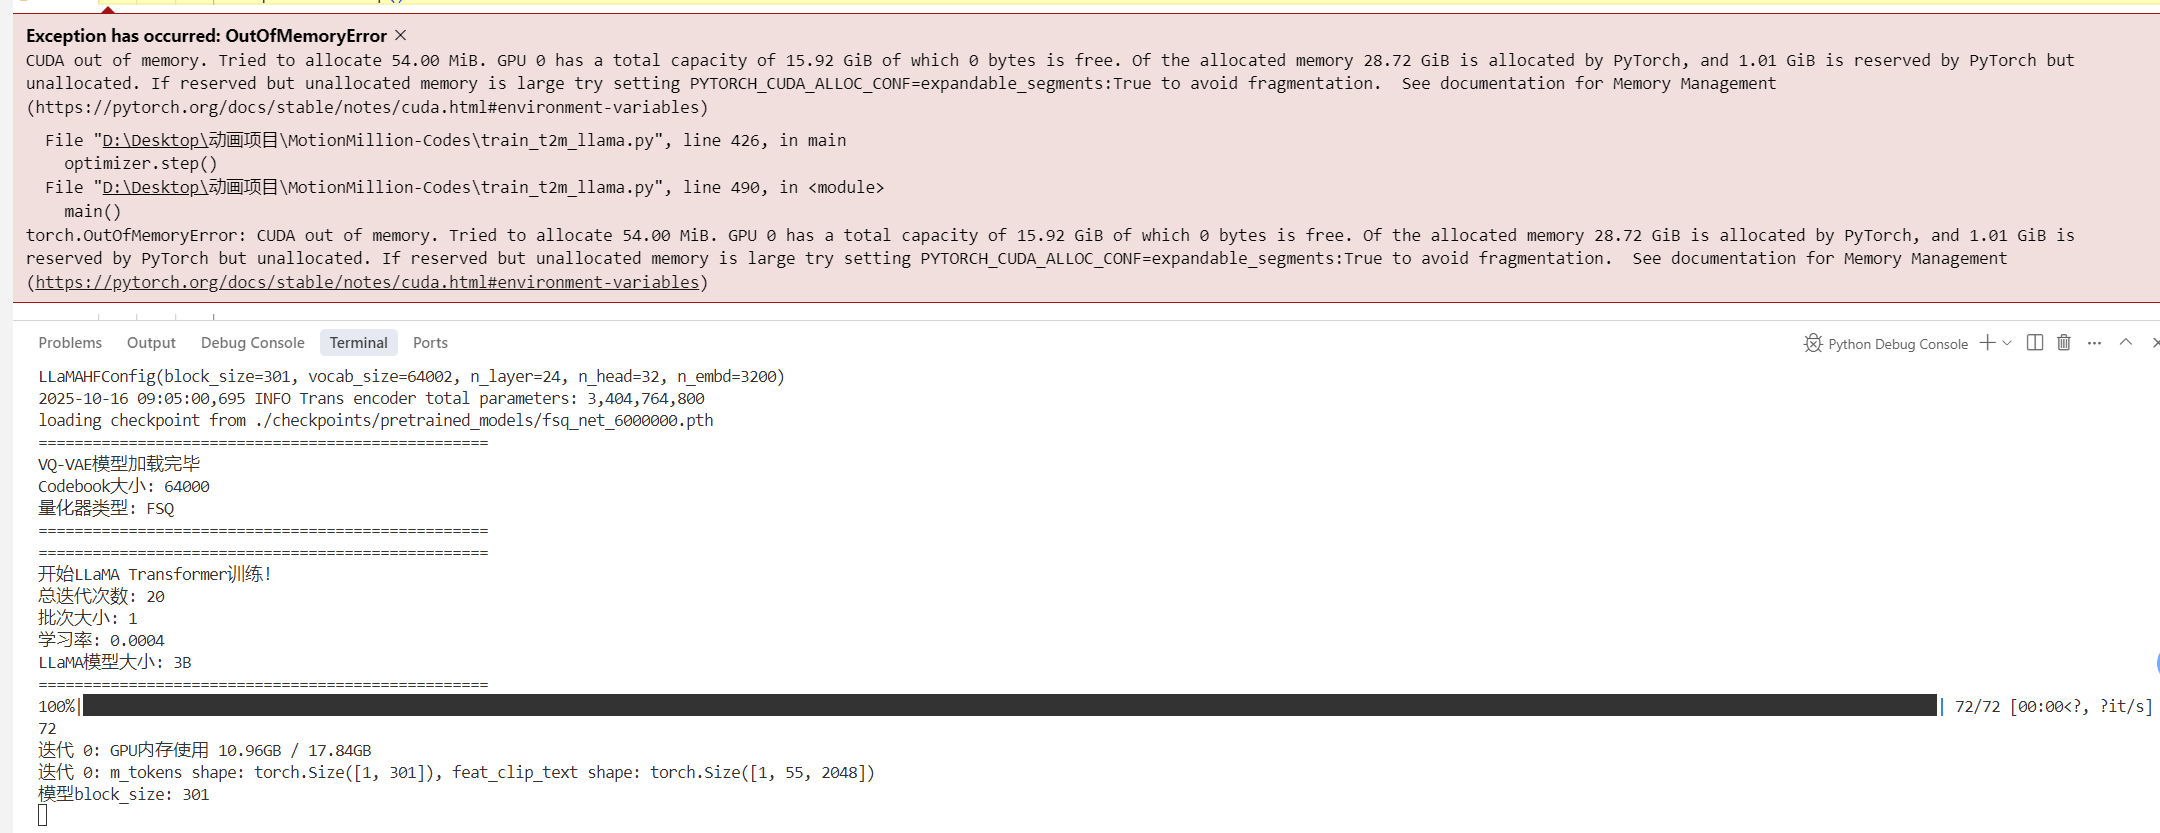 Exception has occurred: OutOfMemoryError ×
CUDA out of memory. Tried to allocate 54.00 MiB. GPU 0 has a total capacity of 15.92 GiB of which 0 bytes is free. Of the allocated memory 28.72 GiB is allocated by PyTorch, and 1.01 GiB is reserved by PyTorch but
unallocated. If reserved but unallocated memory is large try setting PYTORCH_CUDA_ALLOC_CONF=expandable_segments:True to avoid fragmentation.  See documentation for Memory Management
(https://pytorch.org/docs/stable/notes/cuda.html#environment-variables)
  File "D:\Desktop\动画项目\MotionMillion-Codes\train_t2m_llama.py", line 426, in main
    optimizer.step()
  File "D:\Desktop\动画项目\MotionMillion-Codes\train_t2m_llama.py", line 490, in <module>
    main()
torch.OutOfMemoryError: CUDA out of memory. Tried to allocate 54.00 MiB. GPU 0 has a total capacity of 15.92 GiB of which 0 bytes is free. Of the allocated memory 28.72 GiB is allocated by PyTorch, and 1.01 GiB is
reserved by PyTorch but unallocated. If reserved but unallocated memory is large try setting PYTORCH_CUDA_ALLOC_CONF=expandable_segments:True to avoid fragmentation.  See documentation for Memory Management
(https://pytorch.org/docs/stable/notes/cuda.html#environment-variables)
Problems Output Debug Console Terminal Ports Python Debug Console
LLaMAHFConfig(block_size=301, vocab_size=64002, n_layer=24, n_head=32, n_embd=3200)
2025-10-16 09:05:00,695 INFO Trans encoder total parameters: 3,404,764,800
loading checkpoint from ./checkpoints/pretrained_models/fsq_net_6000000.pth
==================================================
VQ-VAE模型加载完毕
Codebook大小: 64000
量化器类型: FSQ
==================================================
==================================================
开始LLaMA Transformer训练!
总迭代次数: 20
批次大小: 1
学习率: 0.0004
LLaMA模型大小: 3B
==================================================
100%| | 72/72 [00:00<?, ?it/s]
72
迭代 0: GPU内存使用 10.96GB / 17.84GB
迭代 0: m_tokens shape: torch.Size([1, 301]), feat_clip_text shape: torch.Size([1, 55, 2048])
模型block_size: 301